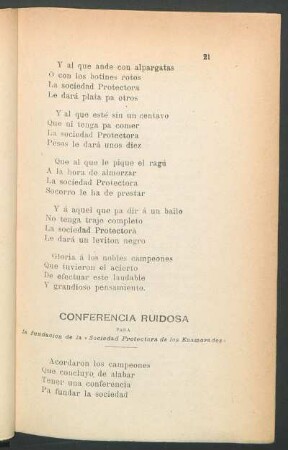 21
Y al que ande con alpargatas
O con los botines rotos
La sociedad Protectora
Le dará plata pa otros
Y al que esté sin un centavo
Que ni tenga pa comer
La sociedad Protectora
Pesos le dará unos diez
Que al que le pique el ragú
A la hora de almorzar
La sociedad Protectora
Socorro le ha de prestar
Y á aquel que pa dir á un baile
No tenga traje completo
La sociedad Protectora
Le dará un leviton negro
Gloria á los nobles campeones
Que tuvieron el acierto
De efectuar este laudable
Y grandioso pensamiento.
CONFERENCIA RUIDOSA
PARA
la fundacion de la «Sociedad Protectora de los Enamorados»
Acordaron los campeones
Que concluyo de alabar
Tener una conferencia
Pa fundar la sociedad